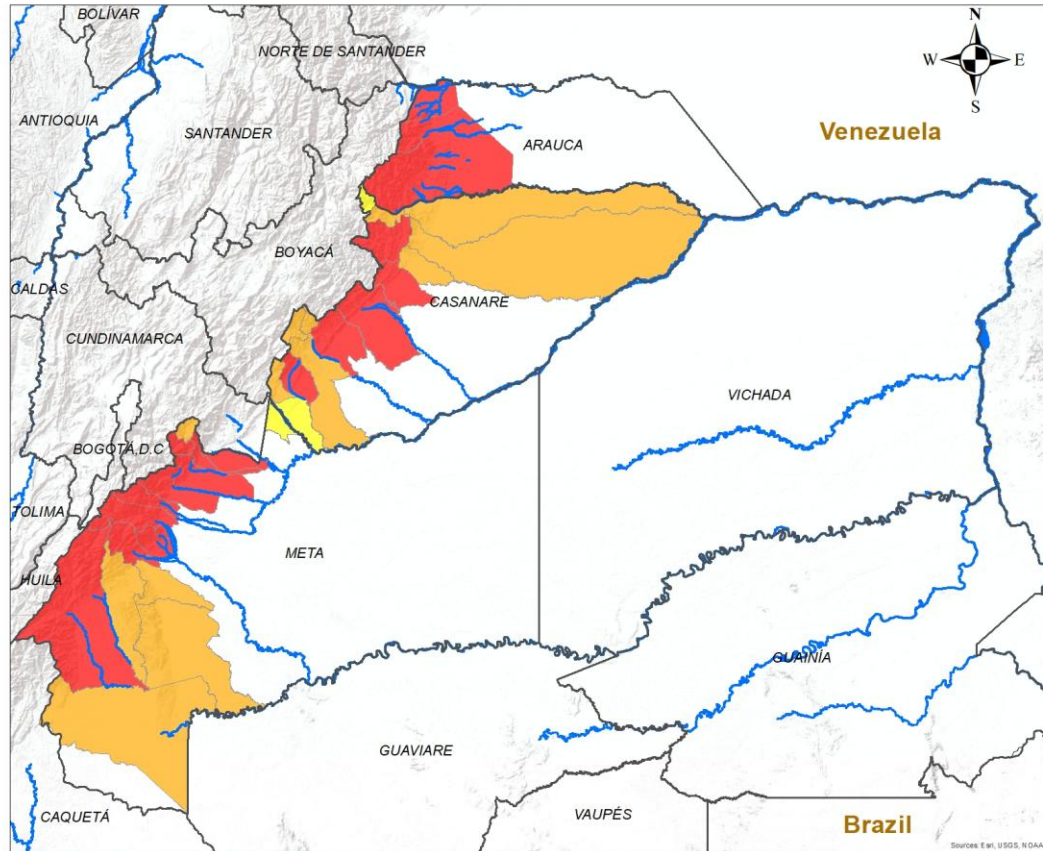 BOLÍVAR
N
NORTE DE SANTANDER
W
E
S
ANTIOQUIA
SANTANDER
Venezuela
ARAUCA
BOYACÁ
CALDAS
CASANARE
CUNDINAMARCA
VICHADA
BOGOTÁ,D.C
TOLIMA
META
HUILA
GUAINÍA
GUAVIARE
CAQUETÁ
VAUPÉS
Brazil
Sources: Esri, USGS, NOAA